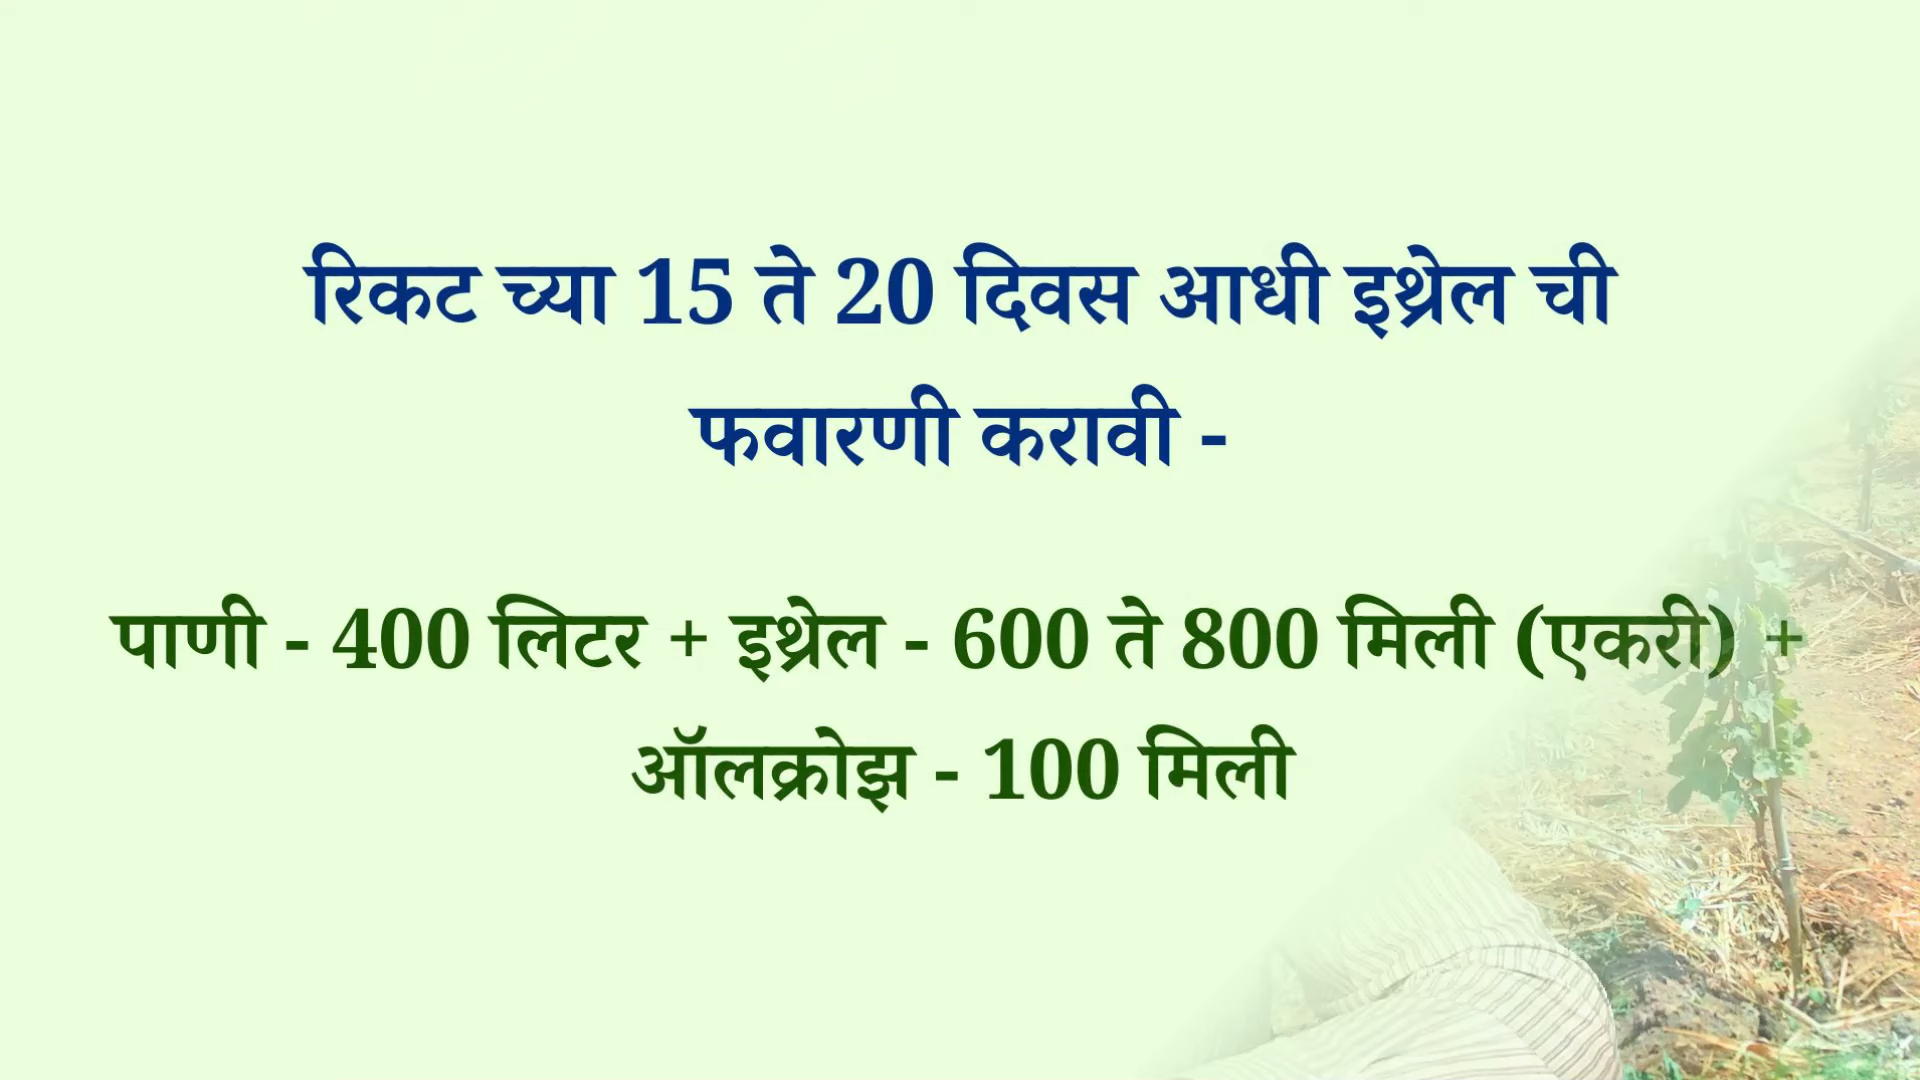 रिकट च्या 15 ते 20 दिवस आधी इथ्रेल ची
फवारणी करावी -
पाणी - 400 लिटर + इथ्रेल - 600 ते 800 मिली (एकरी) +
ऑलक्रोझ - 100 मिली